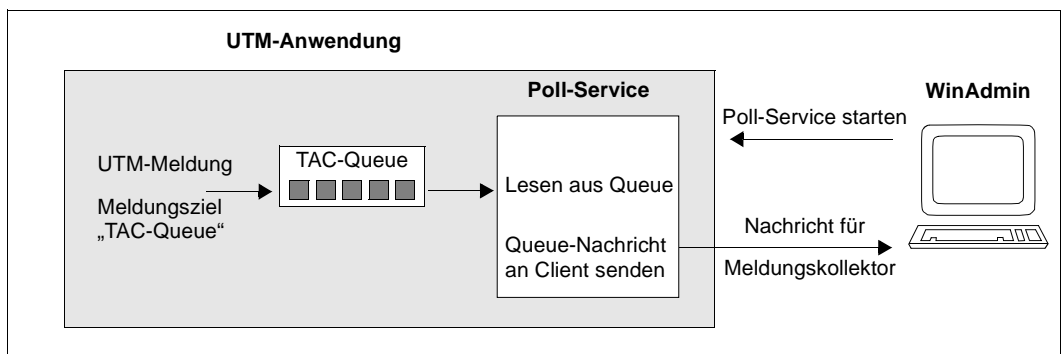 UTM-Anwendung
Poll-Service
WinAdmin
Poll-Service starten
UTM-Meldung
TAC-Queue
Meldungsziel
„TAC-Queue“
Lesen aus Queue
Queue-Nachricht
an Client senden
Nachricht für
Meldungskollektor